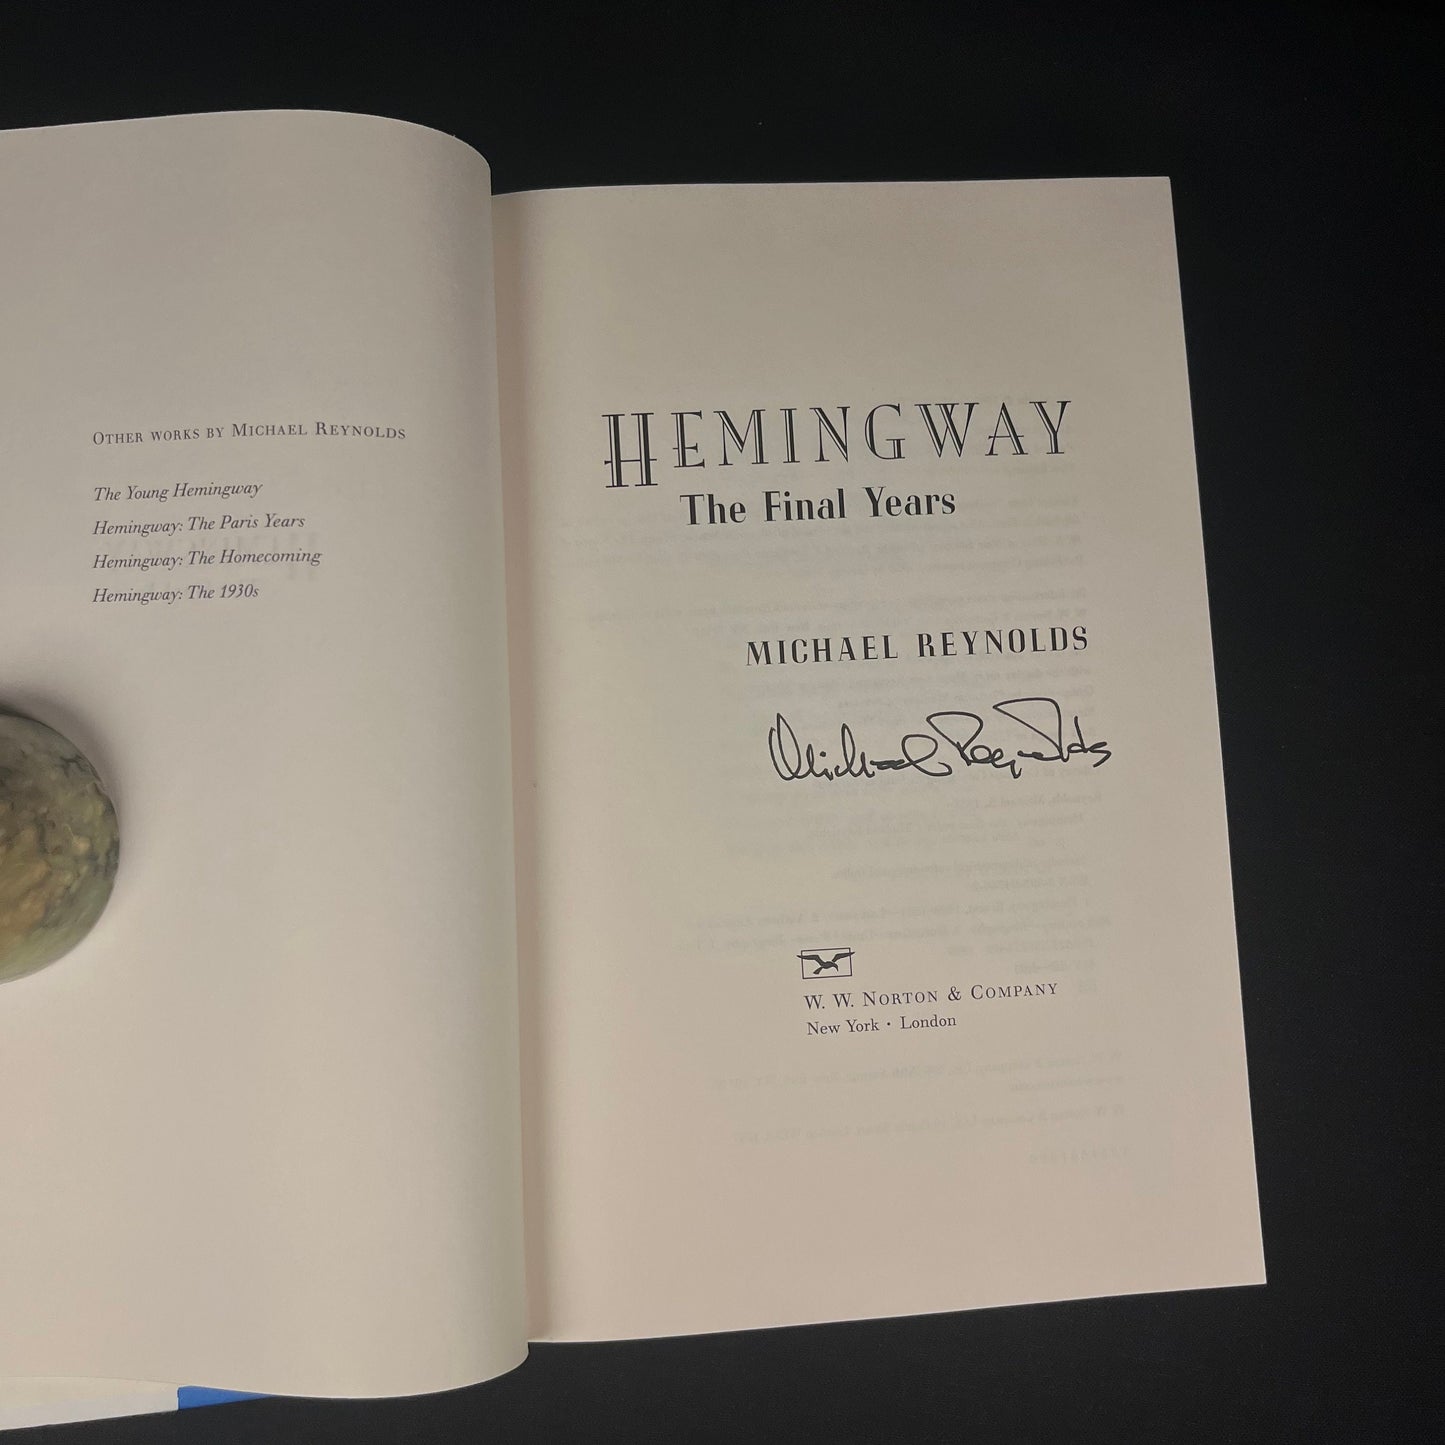 OTHER WORKS BY MICHAEL REYNOLDS
The Young Hemingway
Hemingway: The Paris Years
Hemingway: The Homecoming
Hemingway: The 1930s
HEMINGWAY
The Final Years
MICHAEL REYNOLDS
Michael Reynolds
W. W. NORTON & COMPANY
New York • London